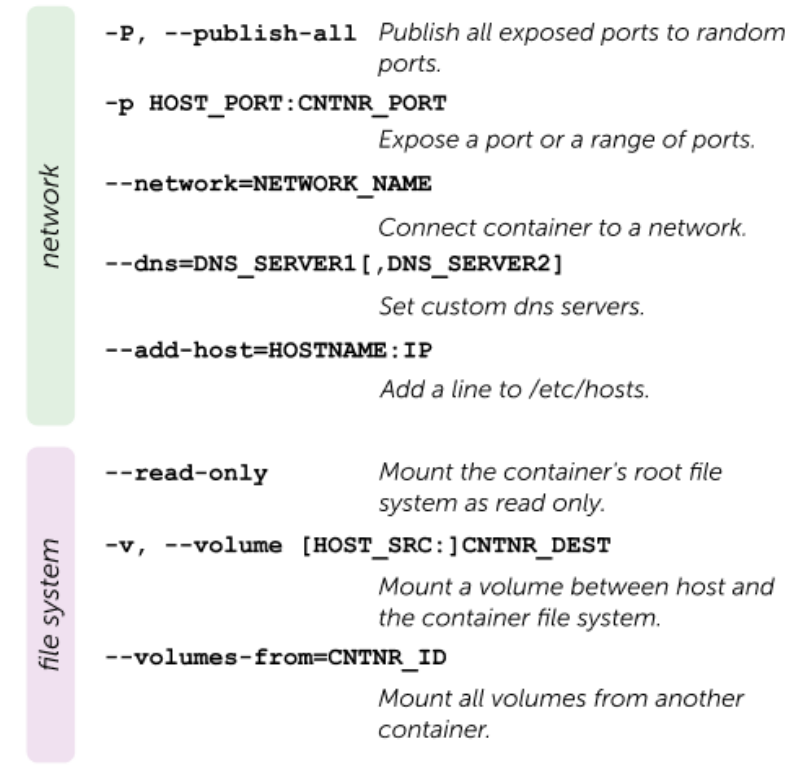 network
-P, --publish-all Publish all exposed ports to random
ports.
-p HOST_PORT:CNTNR_PORT
Expose a port or a range of ports.
--network=NETWORK_NAME
Connect container to a network.
--dns=DNS_SERVER1[,DNS_SERVER2]
Set custom dns servers.
--add-host=HOSTNAME:IP
Add a line to /etc/hosts.
file system
--read-only Mount the container's root file
system as read only.
-v, --volume [HOST_SRC:]CNTNR_DEST
Mount a volume between host and
the container file system.
--volumes-from=CNTNR_ID
Mount all volumes from another
container.